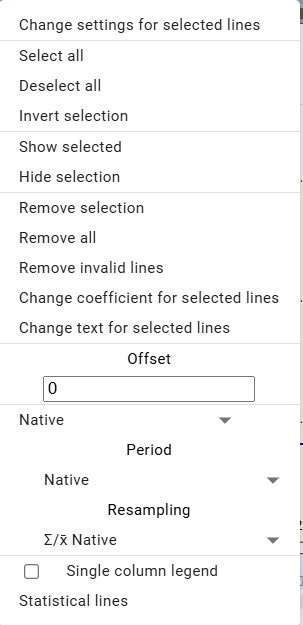 Change settings for selected lines
Select all
Deselect all
Invert selection
Show selected
Hide selection
Remove selection
Remove all
Remove invalid lines
Change coefficient for selected lines
Change text for selected lines
Offset
0
Native
Period
Native
Resampling
Σ/x̄ Native
Single column legend
Statistical lines